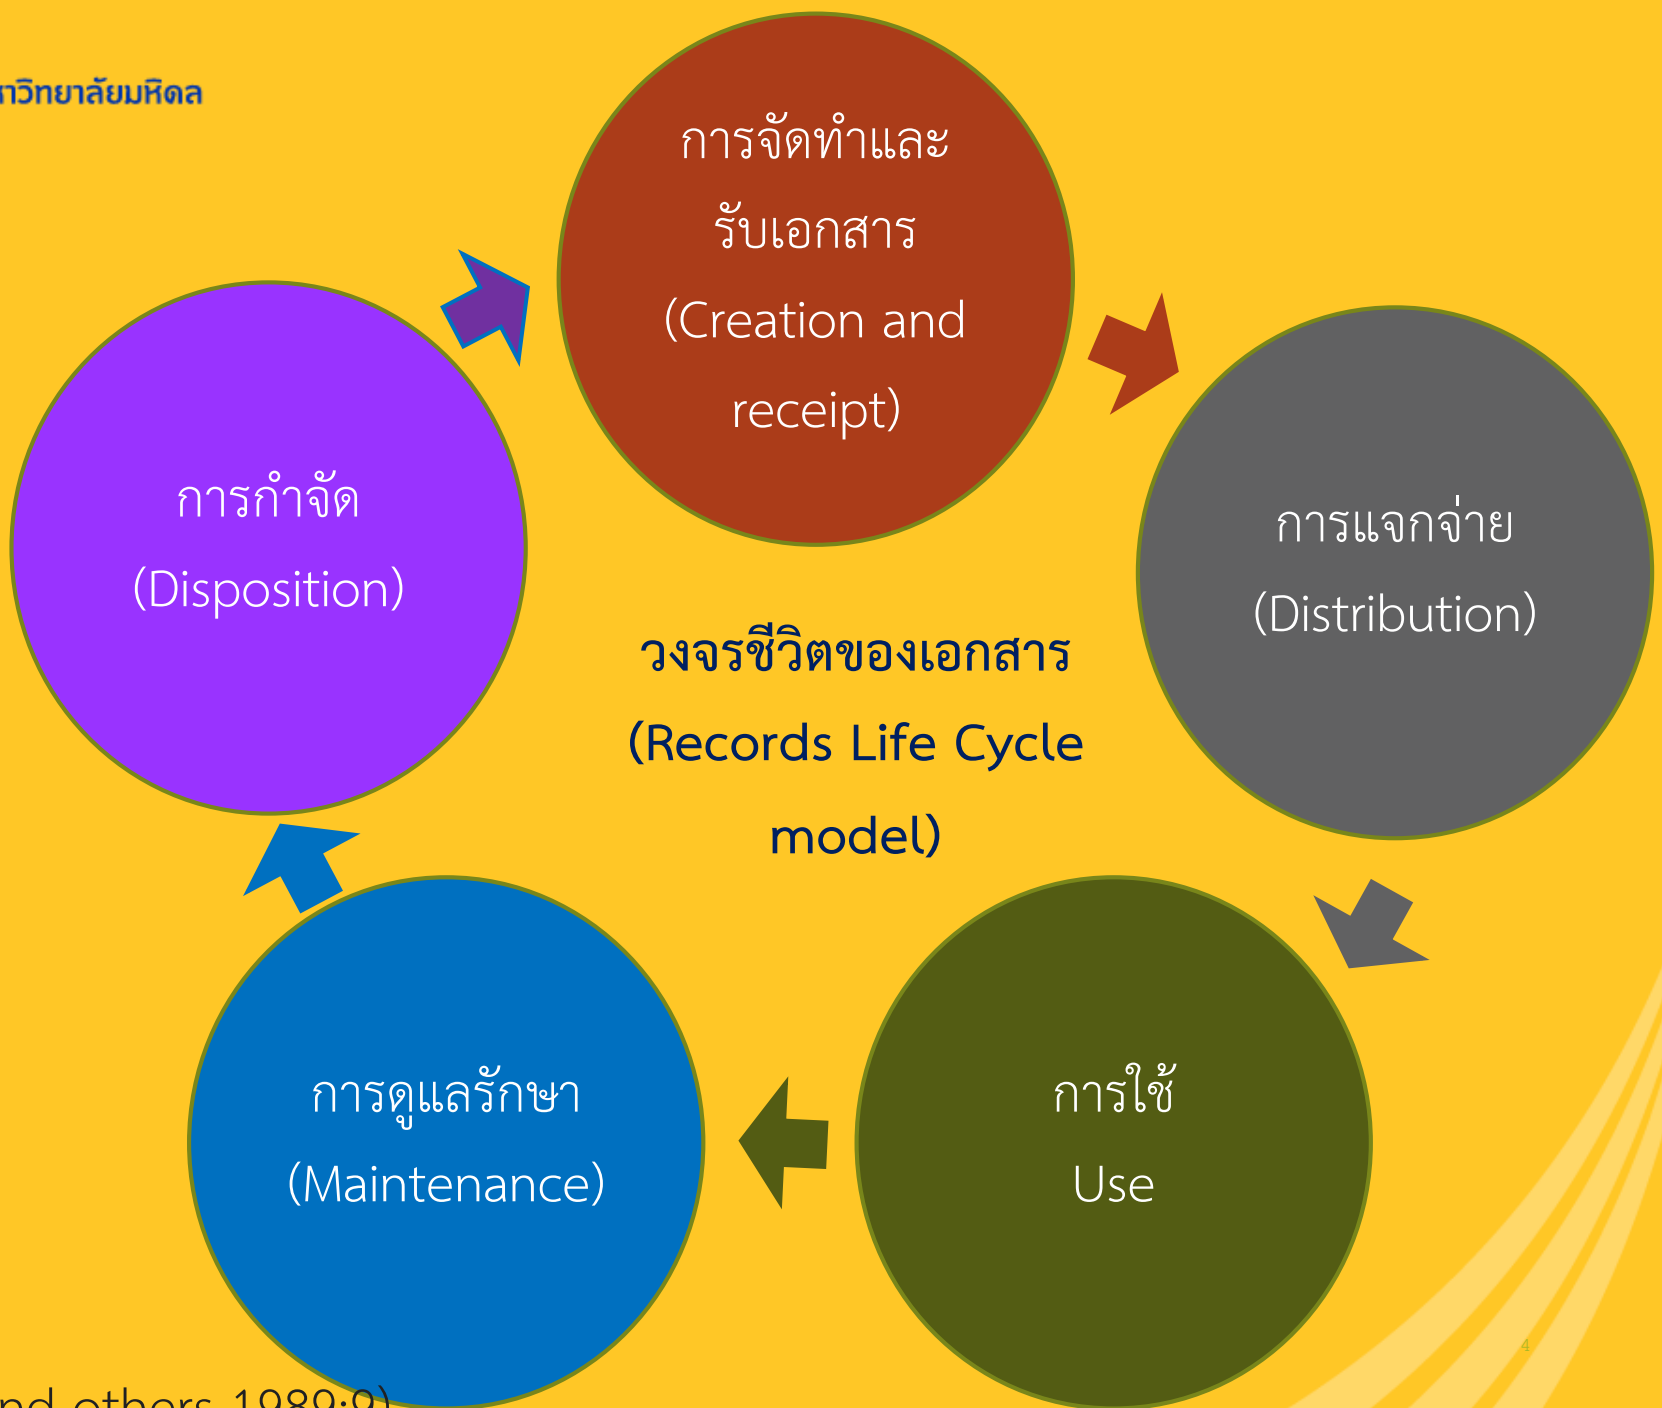 หาวิทยาลัยมหิดล
การจัดทำและ
รับเอกสาร
(Creation and
receipt)
การแจกจ่าย
(Distribution)
การใช้
Use
การดูแลรักษา
(Maintenance)
การกำจัด
(Disposition)
วงจรชีวิตของเอกสาร
(Records Life Cycle
model)
4
nd others 1989:9)